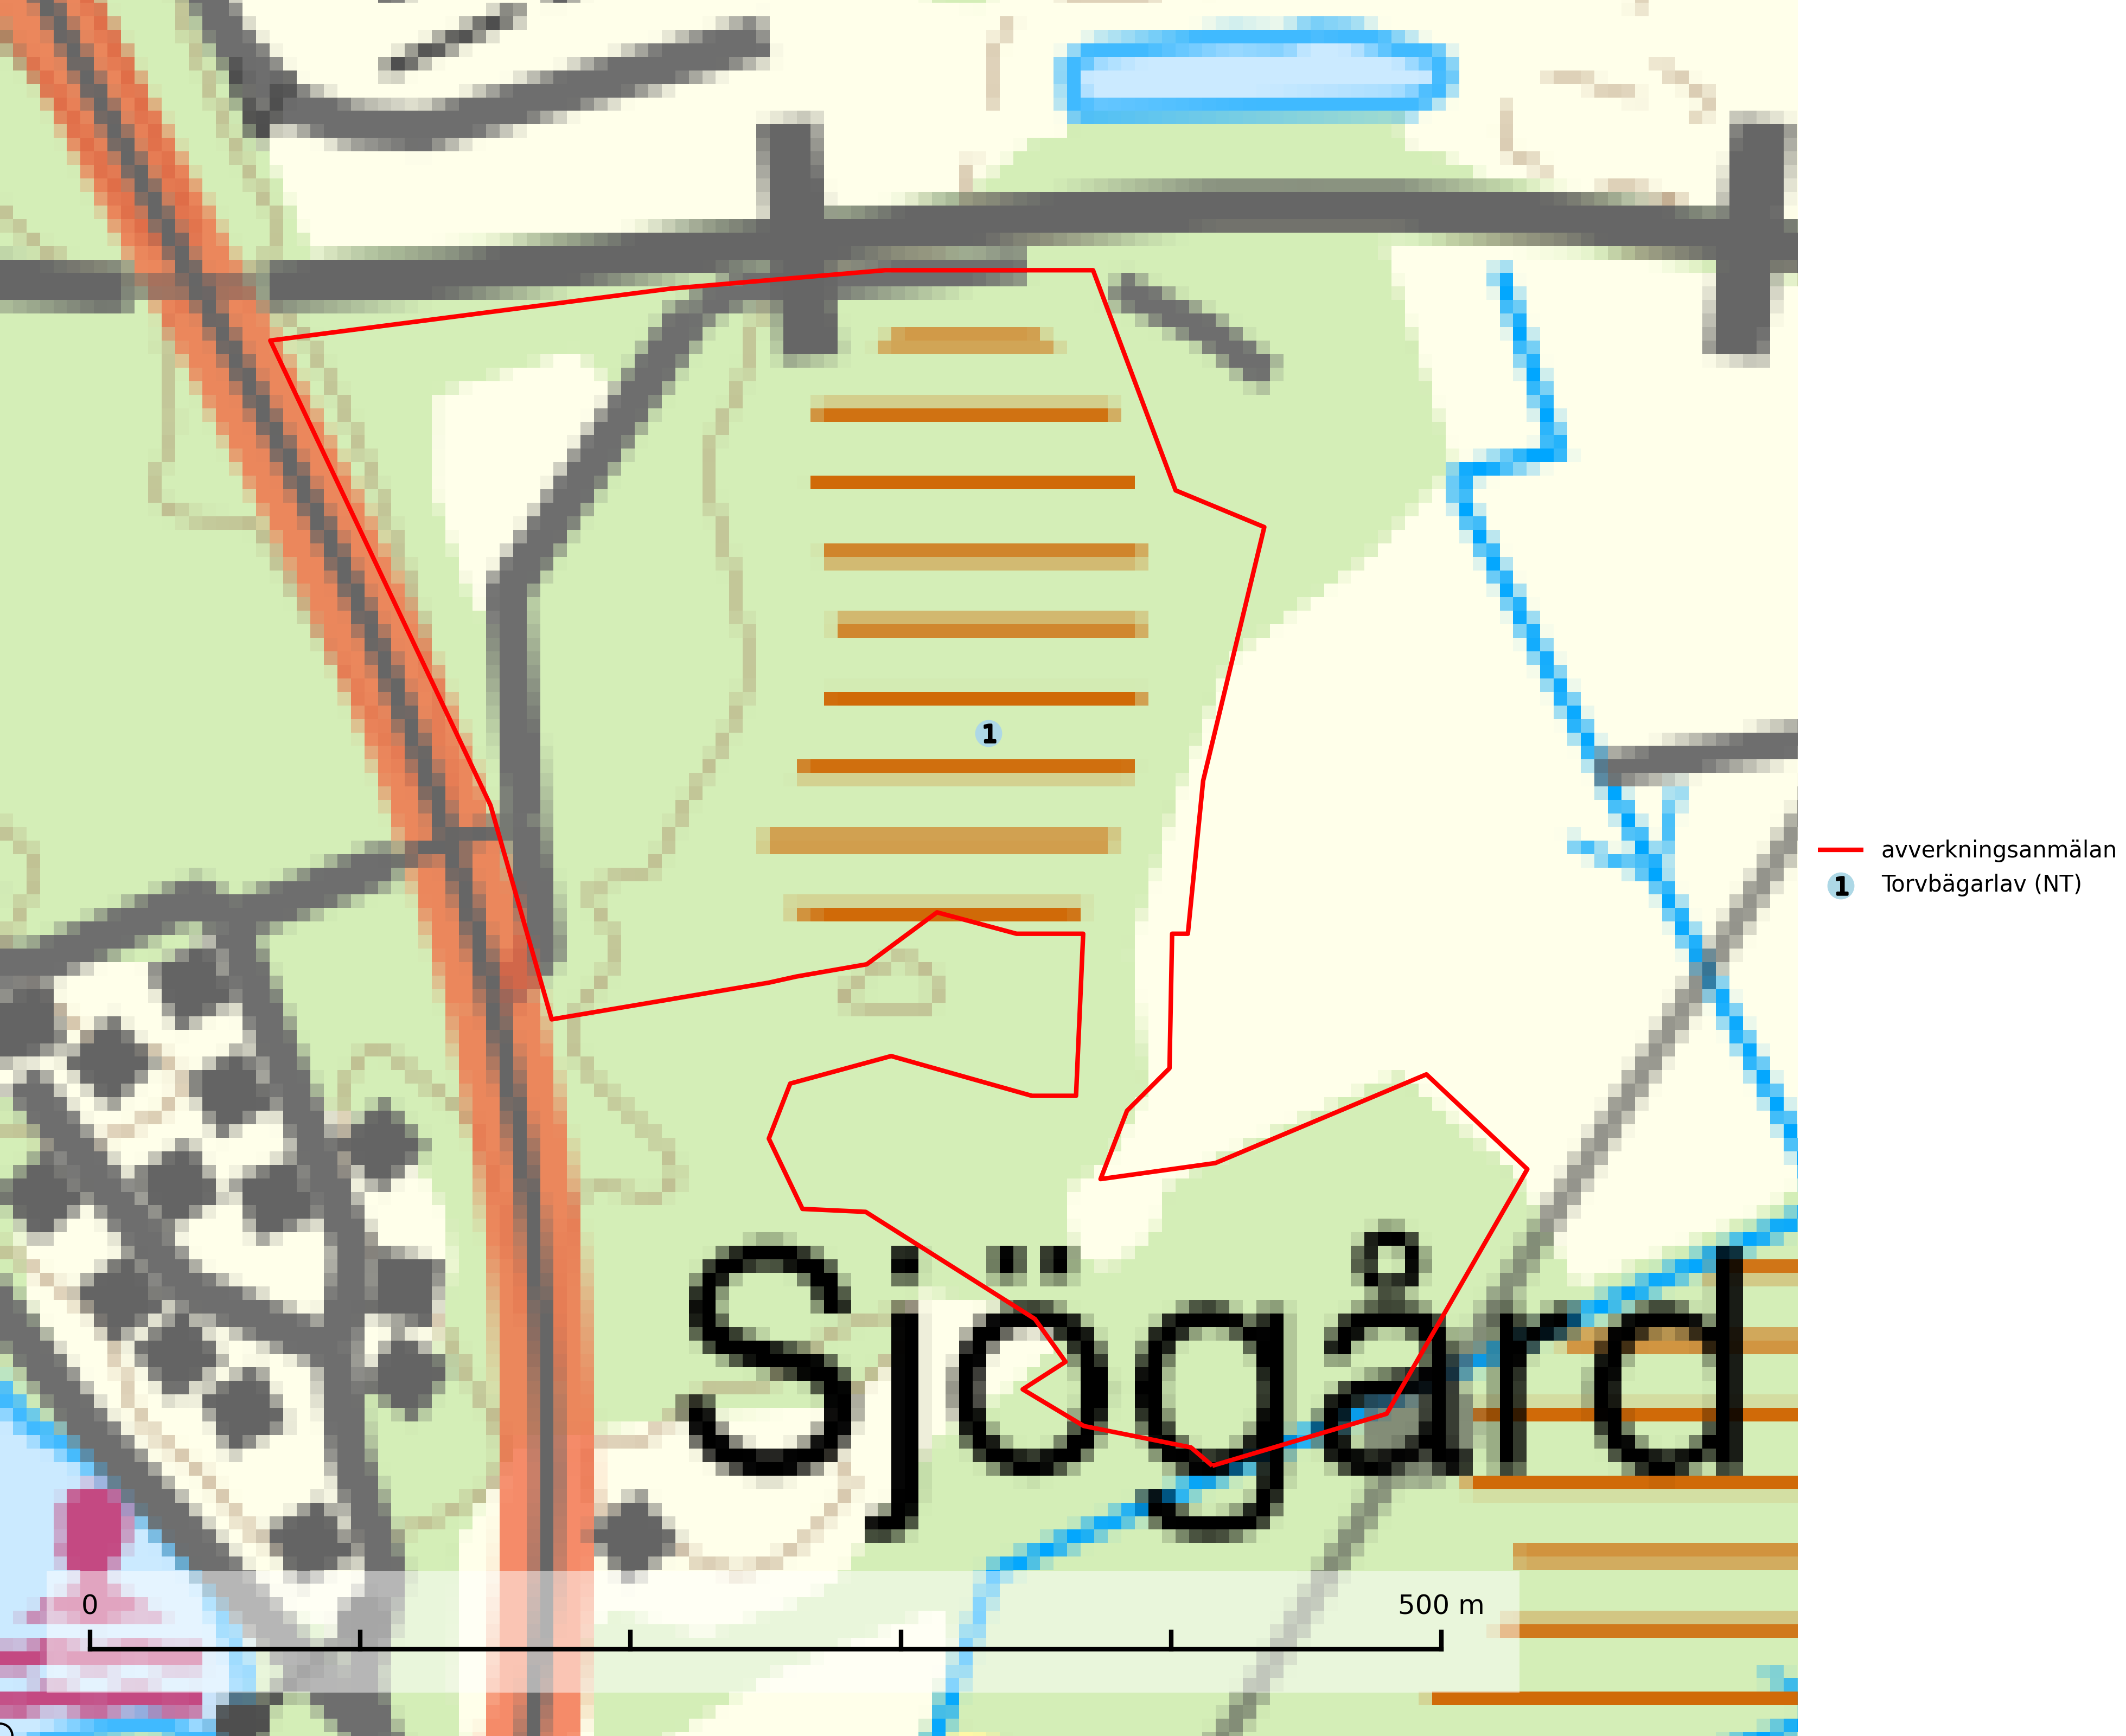 1
avverkningsanmälan
1 Torvbägarlav (NT)
Sjögård
0 500 m